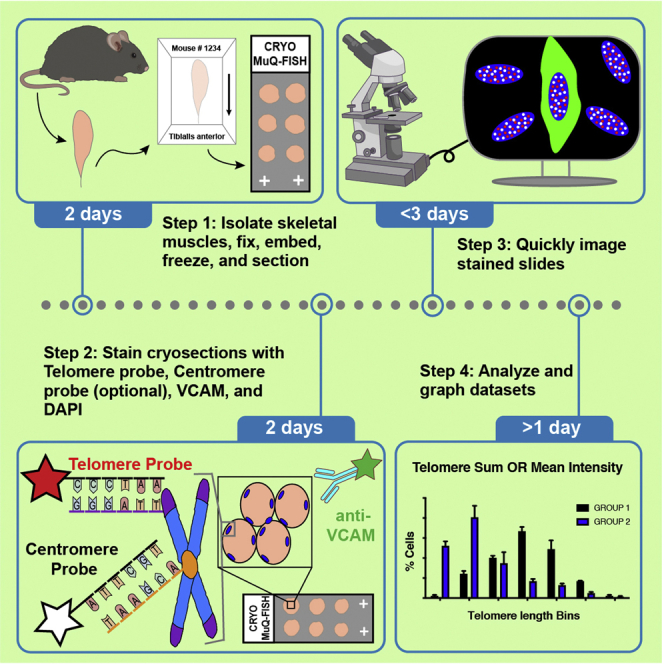 Mouse # 1234
Tibialis anterior
CRYO
MuQ-FISH
+ +
2 days
Step 1: Isolate skeletal
muscles, fix, embed,
freeze, and section
<3 days
Step 3: Quickly image
stained slides
Step 2: Stain cryosections with
Telomere probe, Centromere
probe (optional), VCAM, and
DAPI
2 days
Step 4: Analyze and
graph datasets
>1 day
Telomere Probe
C C C T A A
G G G A T T
Centromere
Probe
A T T C G T
T A A G C A
anti-
VCAM
CRYO
MuQ-FISH
+
+
Telomere Sum OR Mean Intensity
GROUP 1
GROUP 2
% Cells
Telomere length Bins